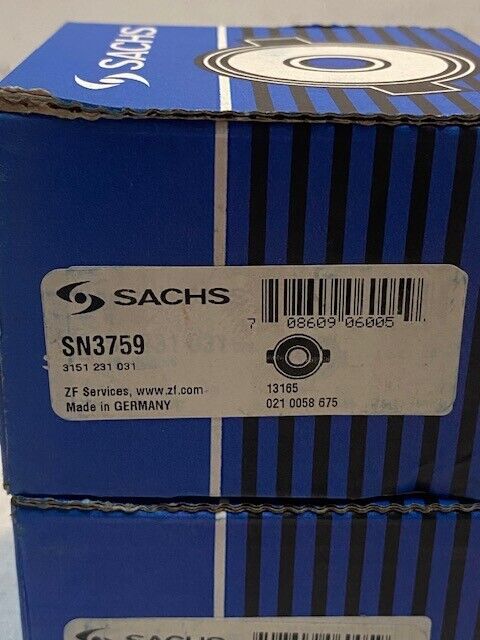 SACHS
SACHS
7 08609 06005
SN3759
3151 231 031
ZF Services, www.zf.com
Made in GERMANY
13165
021 0058 675
SACHS